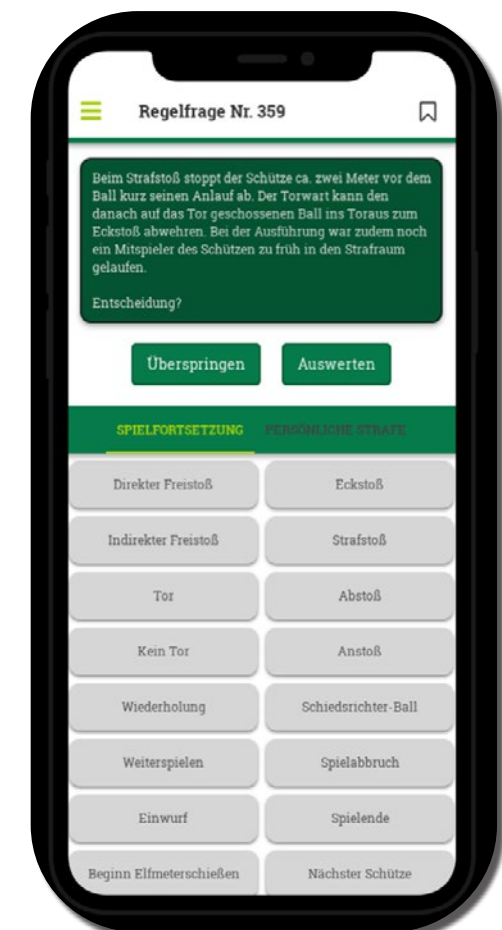 Regelfrage Nr. 359
Beim Strafstoß stoppt der Schütze ca. zwei Meter vor dem
Ball kurz seinen Anlauf ab. Der Torwart kann den
danach auf das Tor geschossenen Ball ins Toraus zum
Eckstoß abwehren. Bei der Ausführung war zudem noch
ein Mitspieler des Schützen zu früh in den Strafraum
gelaufen.
Entscheidung?
Überspringen Auswerten
SPIELFORTSETZUNG PERSÖNLICHE STRAFE
Direkter Freistoß Eckstoß
Indirekter Freistoß Strafstoß
Tor Abstoß
Kein Tor Anstoß
Wiederholung Schiedsrichter-Ball
Weiterspielen Spielabbruch
Einwurf Spielende
Beginn Elfmeterschießen Nächster Schütze